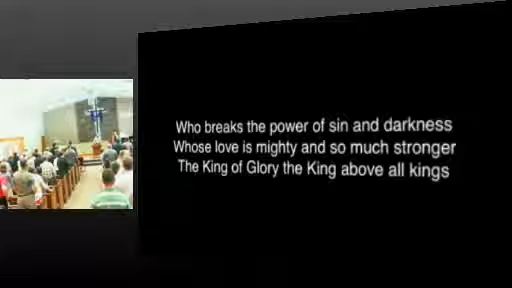 Who breaks the power of sin and darkness
Whose love is mighty and so much stronger
The King of Glory the King above all kings